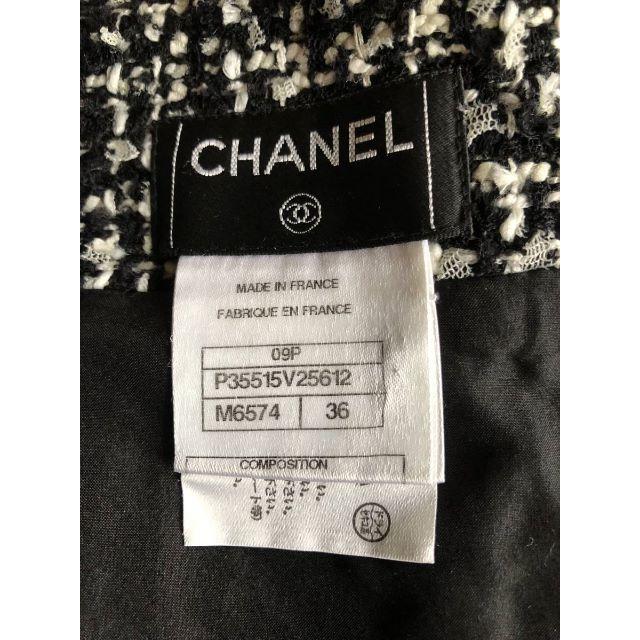 CHANEL
MADE IN FRANCE
FABRIQUE EN FRANCE
09P
P35515V25612
M6574 36
COMPOSITION